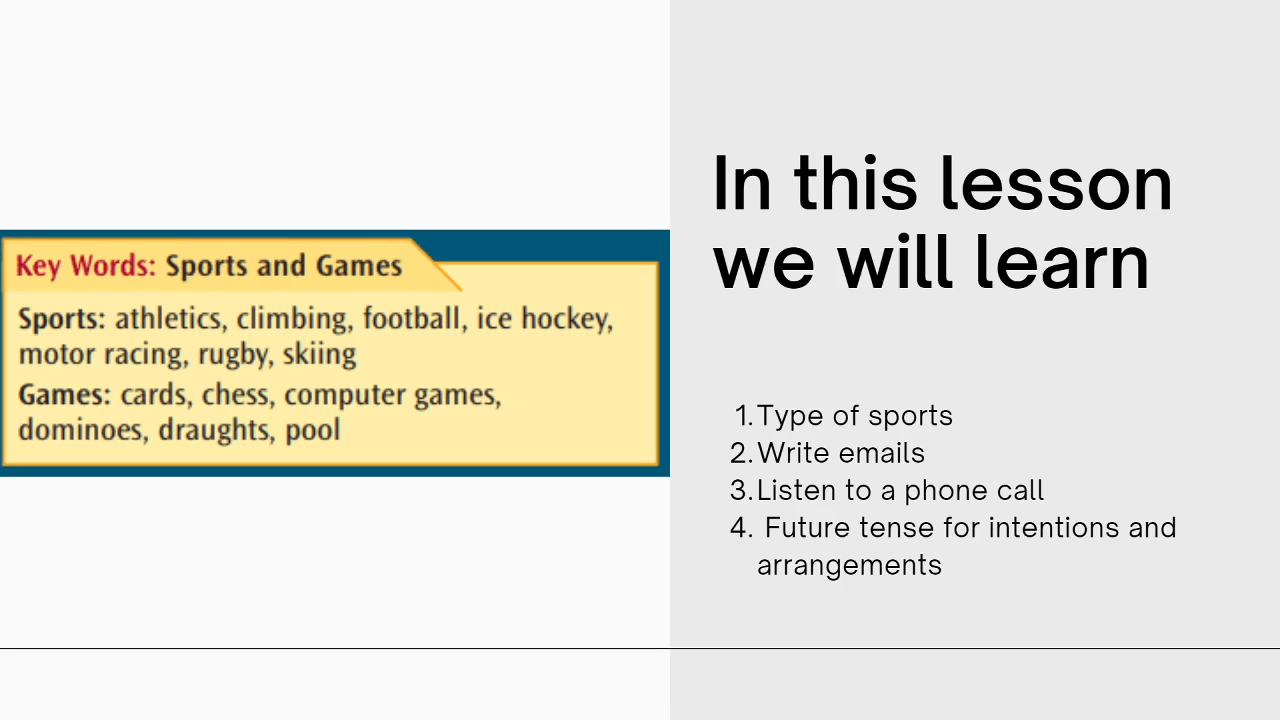 Key Words: Sports and Games
Sports: athletics, climbing, football, ice hockey,
motor racing, rugby, skiing
Games: cards, chess, computer games,
dominoes, draughts, pool
In this lesson
we will learn
1.Type of sports
2.Write emails
3.Listen to a phone call
4. Future tense for intentions and
arrangements